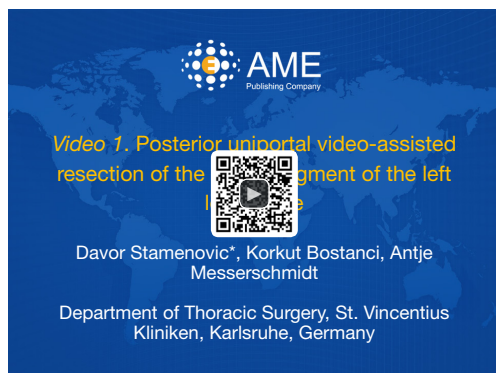 E AME
Publishing Company
Video 1. Posterior uniportal video-assisted
resection of the gment of the left
l e
Davor Stamenovic*, Korkut Bostanci, Antje
Messerschmidt
Department of Thoracic Surgery, St. Vincentius
Kliniken, Karlsruhe, Germany